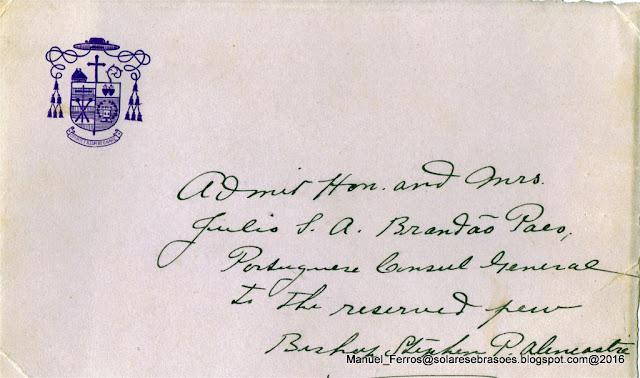 Admit Hon. and Mrs.
Julio S. A. Brandão Paes,
Portuguese Consul General
to the reserved pew
Bishop Stephen P. Alencastre
Manuel_Ferros@solaresebrasoes.blogspot.com@2016